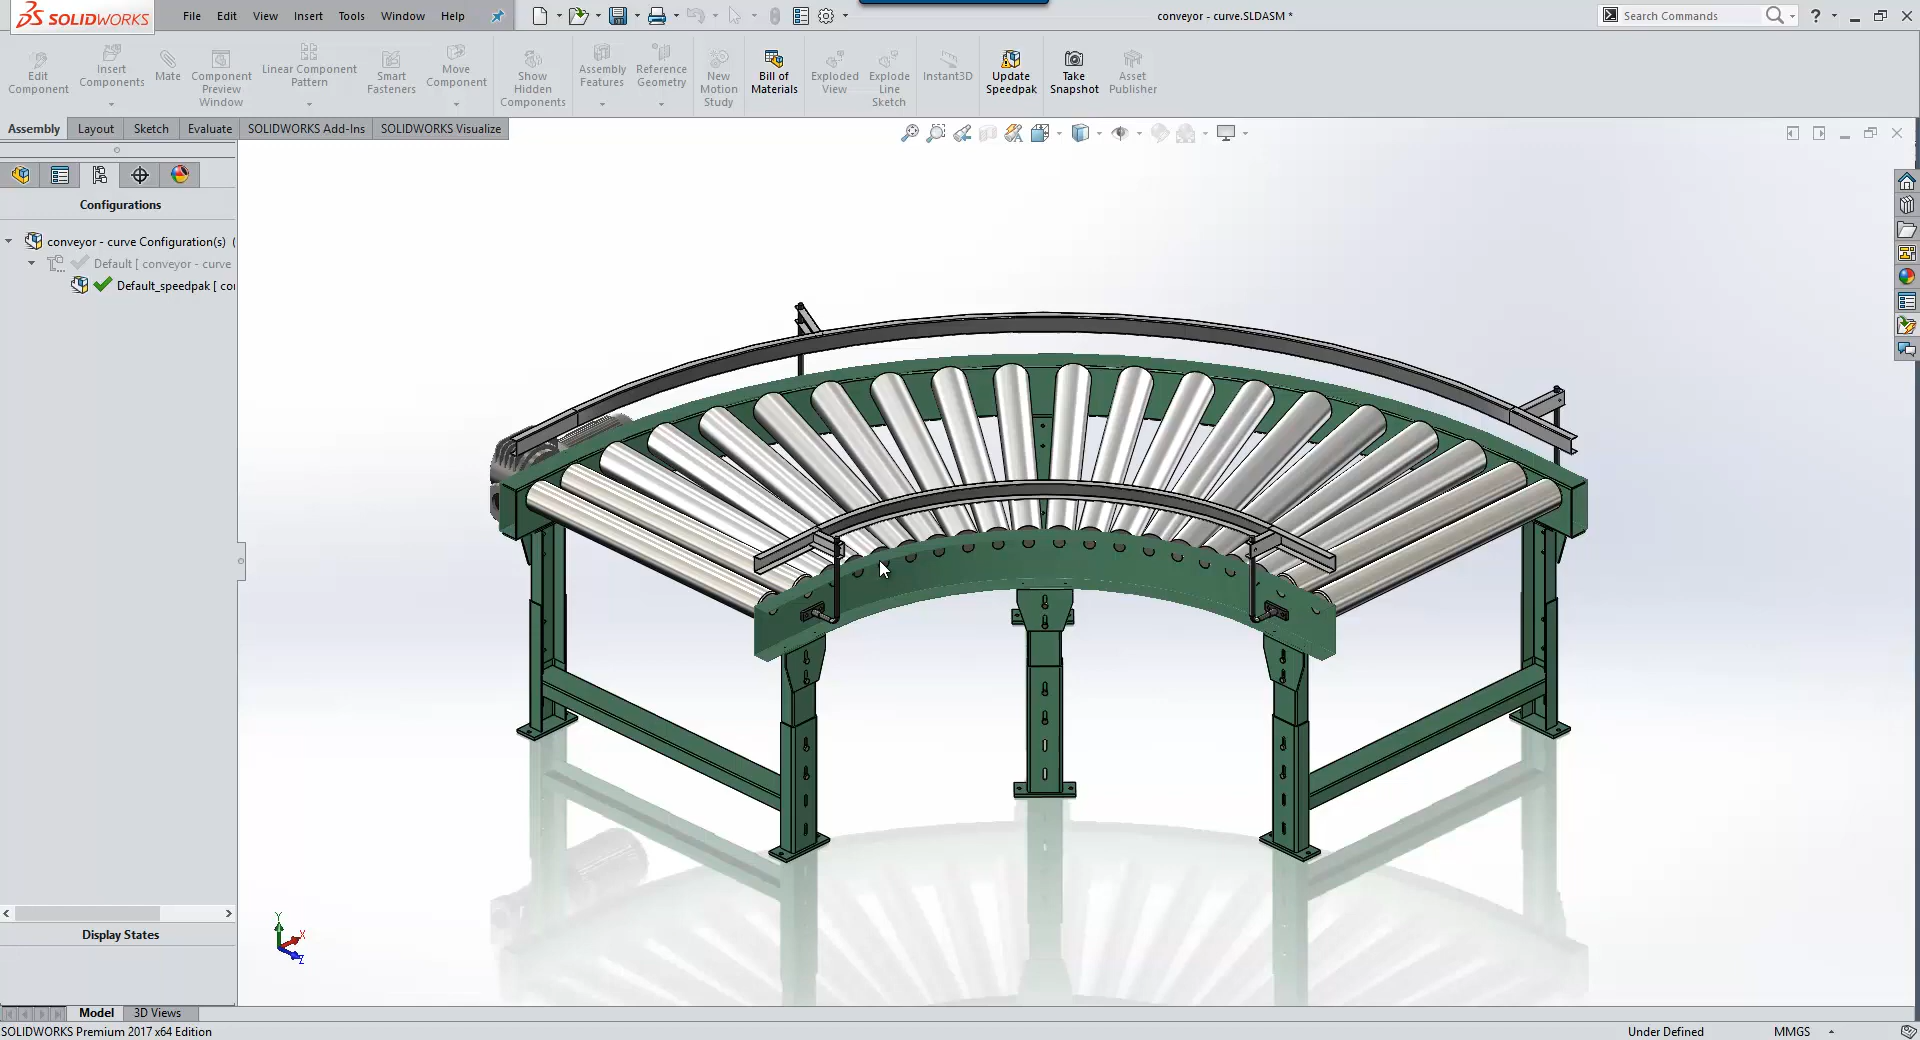 SOLIDWORKS File Edit View Insert Tools Window Help conveyor - curve.SLDASM * Search Commands ?
Edit Component
Insert Components
Mate
Component Preview Window
Linear Component Pattern
Smart Fasteners
Move Component
Show Hidden Components
Assembly Features
Reference Geometry
New Motion Study
Bill of Materials
Exploded View
Explode Line Sketch
Instant3D
Update Speedpak
Take Snapshot
Asset Publisher
Assembly Layout Sketch Evaluate SOLIDWORKS Add-Ins SOLIDWORKS Visualize
Configurations
conveyor - curve Configuration(s) (
Default [ conveyor - curve
Default_speedpak [ co
Y
X
Z
Display States
Model 3D Views
SOLIDWORKS Premium 2017 x64 Edition Under Defined MMGS